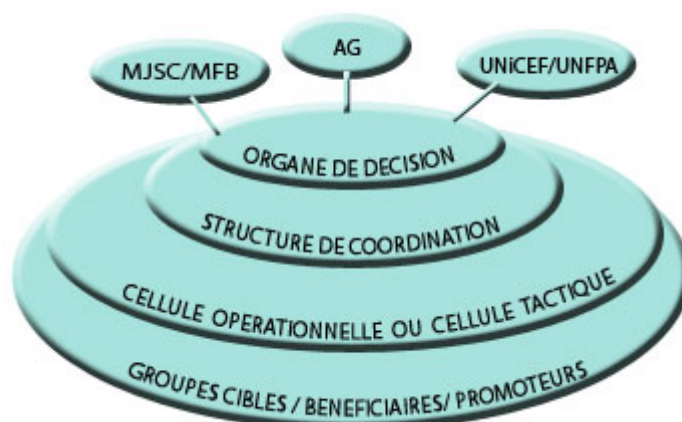 MJSC/MFB
AG
UNiCEF/UNFPA
ORGANE DE DECISION
STRUCTURE DE COORDINATION
CELLULE OPERATIONNELLE OU CELLULE TACTIQUE
GROUPES CIBLES / BENEFICIAIRES/ PROMOTEURS